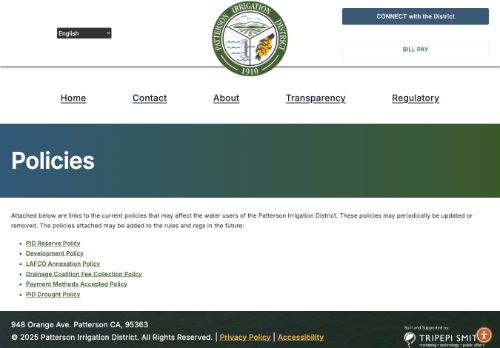 English
PATTERSON IRRIGATION DISTRICT
1910
CONNECT with the District
BILL PAY
Home
Contact
About
Transparency
Regulatory
Policies
Attached below are links to the current policies that may affect the water users of the Patterson Irrigation District. These policies may periodically be updated or
removed. The policies attached may be added to the rules and regs in the future:
PID Reserve Policy
Development Policy
LAFCO Annexation Policy
Drainage Coalition Fee Collection Policy
Payment Methods Accepted Policy
PID Drought Policy
948 Orange Ave. Patterson CA, 95363
© 2025 Patterson Irrigation District. All Rights Reserved. | Privacy Policy | Accessibility
Built and Supported by:
TRIPEPI SMIT
marketing • technology • public affairs